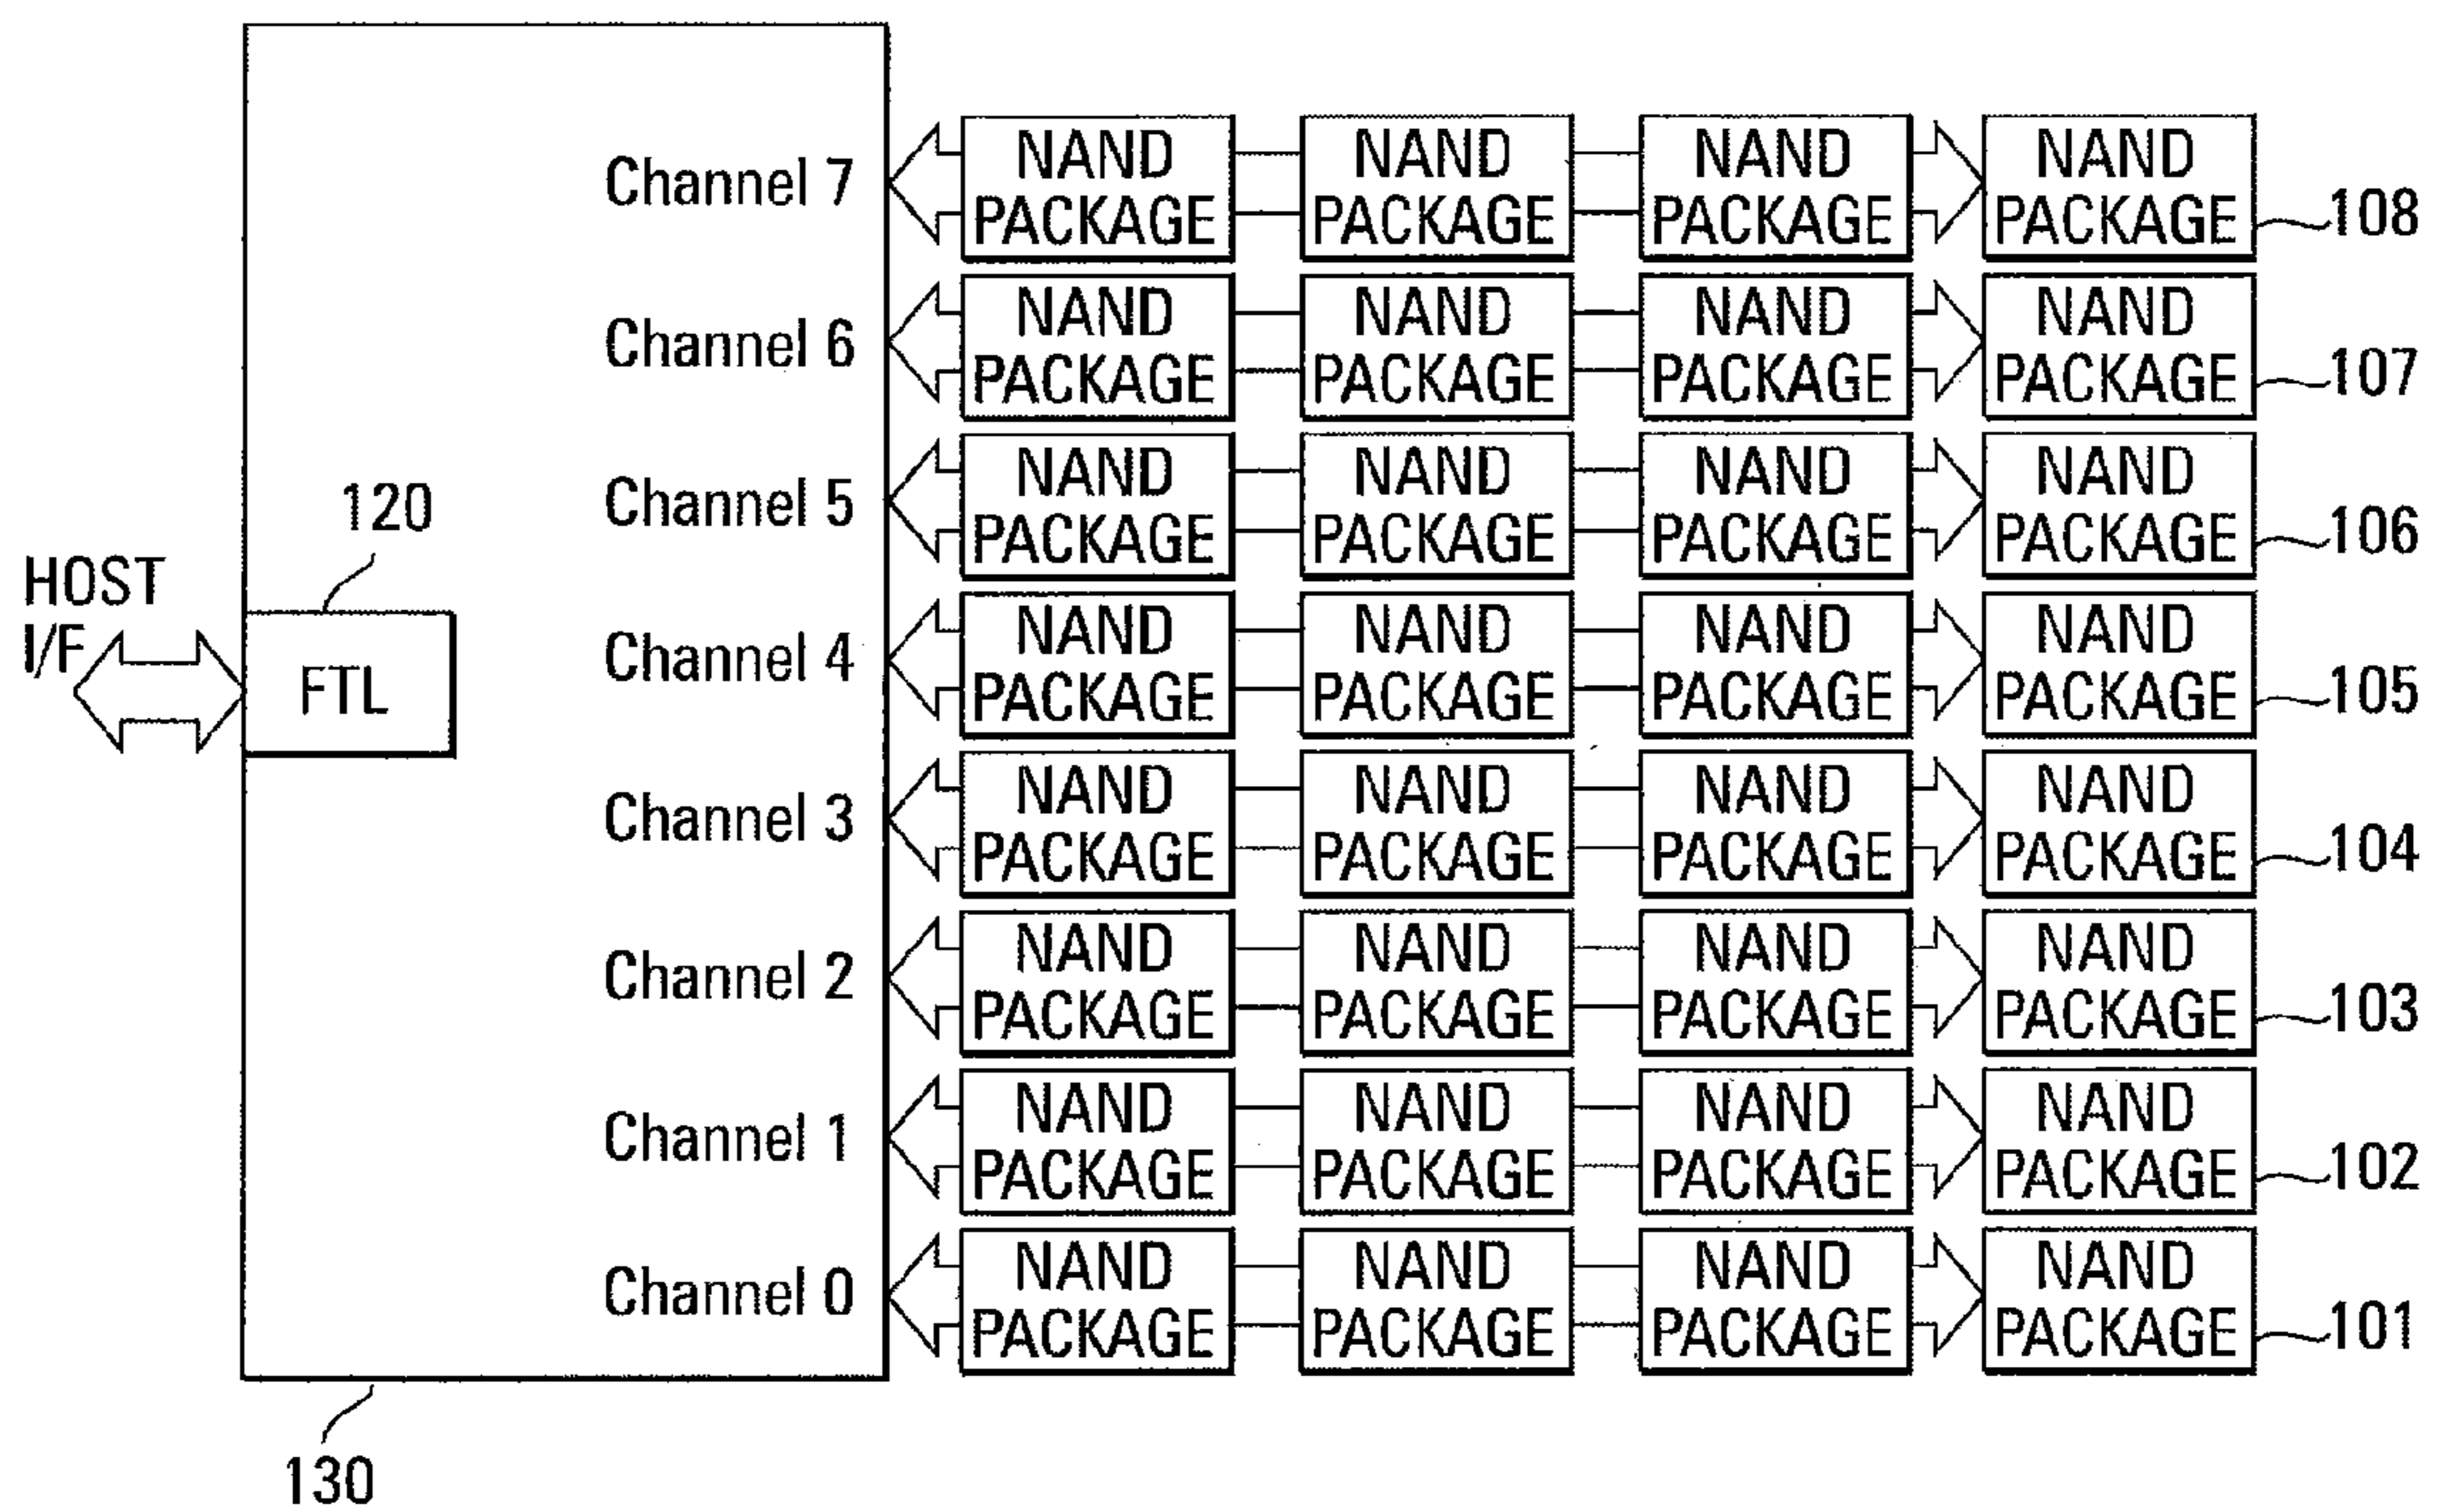 Channel 7
NAND PACKAGE
NAND PACKAGE
NAND PACKAGE
NAND PACKAGE
108
Channel 6
NAND PACKAGE
NAND PACKAGE
NAND PACKAGE
NAND PACKAGE
107
Channel 5
NAND PACKAGE
NAND PACKAGE
NAND PACKAGE
NAND PACKAGE
106
120
HOST
I/F
FTL
Channel 4
NAND PACKAGE
NAND PACKAGE
NAND PACKAGE
NAND PACKAGE
105
Channel 3
NAND PACKAGE
NAND PACKAGE
NAND PACKAGE
NAND PACKAGE
104
Channel 2
NAND PACKAGE
NAND PACKAGE
NAND PACKAGE
NAND PACKAGE
103
Channel 1
NAND PACKAGE
NAND PACKAGE
NAND PACKAGE
NAND PACKAGE
102
Channel 0
NAND PACKAGE
NAND PACKAGE
NAND PACKAGE
NAND PACKAGE
101
130